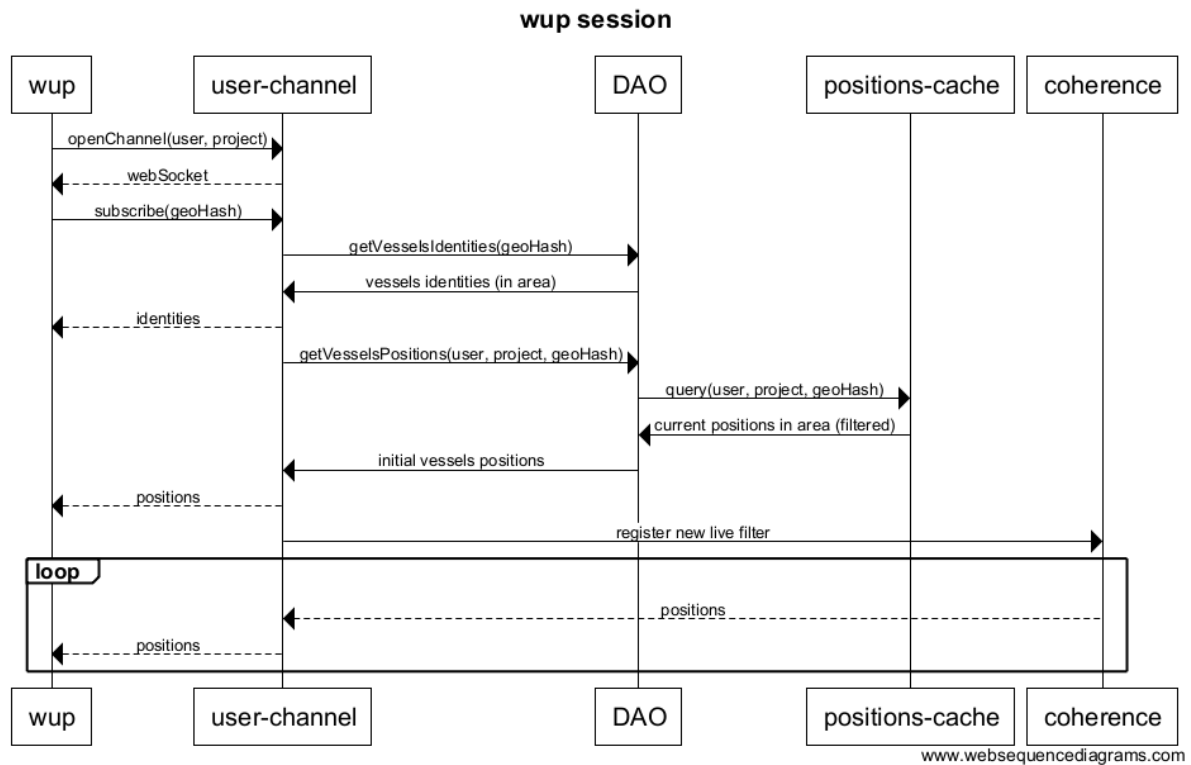 wup session
wup user-channel DAO positions-cache coherence
openChannel(user, project)
webSocket
subscribe(geoHash)
getVesselsIdentities(geoHash)
vessels identities (in area)
identities
getVesselsPositions(user, project, geoHash)
query(user, project, geoHash)
current positions in area (filtered)
initial vessels positions
positions
register new live filter
loop
positions
positions
wup user-channel DAO positions-cache coherence
www.websequencediagrams.com